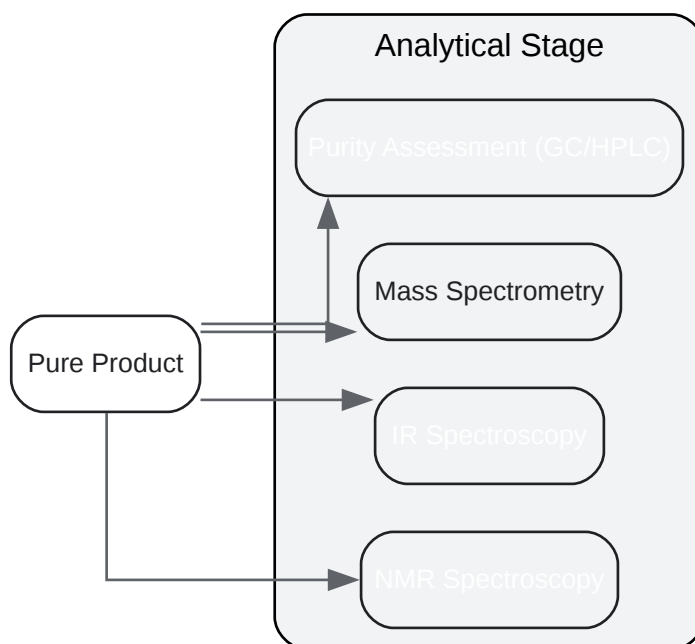 Analytical Stage
Purity Assessment (GC/HPLC)
Mass Spectrometry
Pure Product
IR Spectroscopy
NMR Spectroscopy